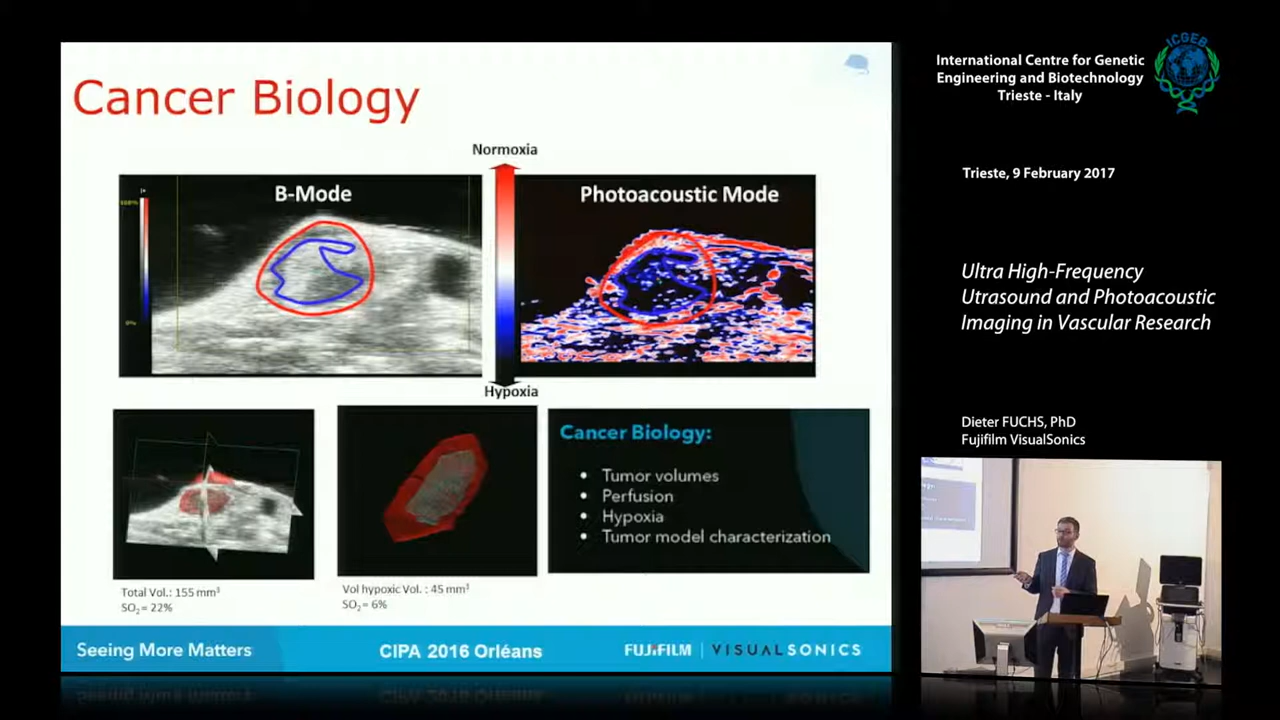 Cancer Biology
Normoxia
B-Mode
Photoacoustic Mode
100%
0%
Hypoxia
Total Vol.: 155 mm³
SO₂ = 22%
Vol hypoxic Vol. : 45 mm³
SO₂ = 6%
Cancer Biology:
• Tumor volumes
• Perfusion
• Hypoxia
• Tumor model characterization
Seeing More Matters
CIPA 2016 Orléans
FUJIFILM | VISUALSONICS
International Centre for Genetic
Engineering and Biotechnology
Trieste - Italy
ICGEB
Trieste, 9 February 2017
Ultra High-Frequency
Utrasound and Photoacoustic
Imaging in Vascular Research
Dieter FUCHS, PhD
Fujifilm VisualSonics